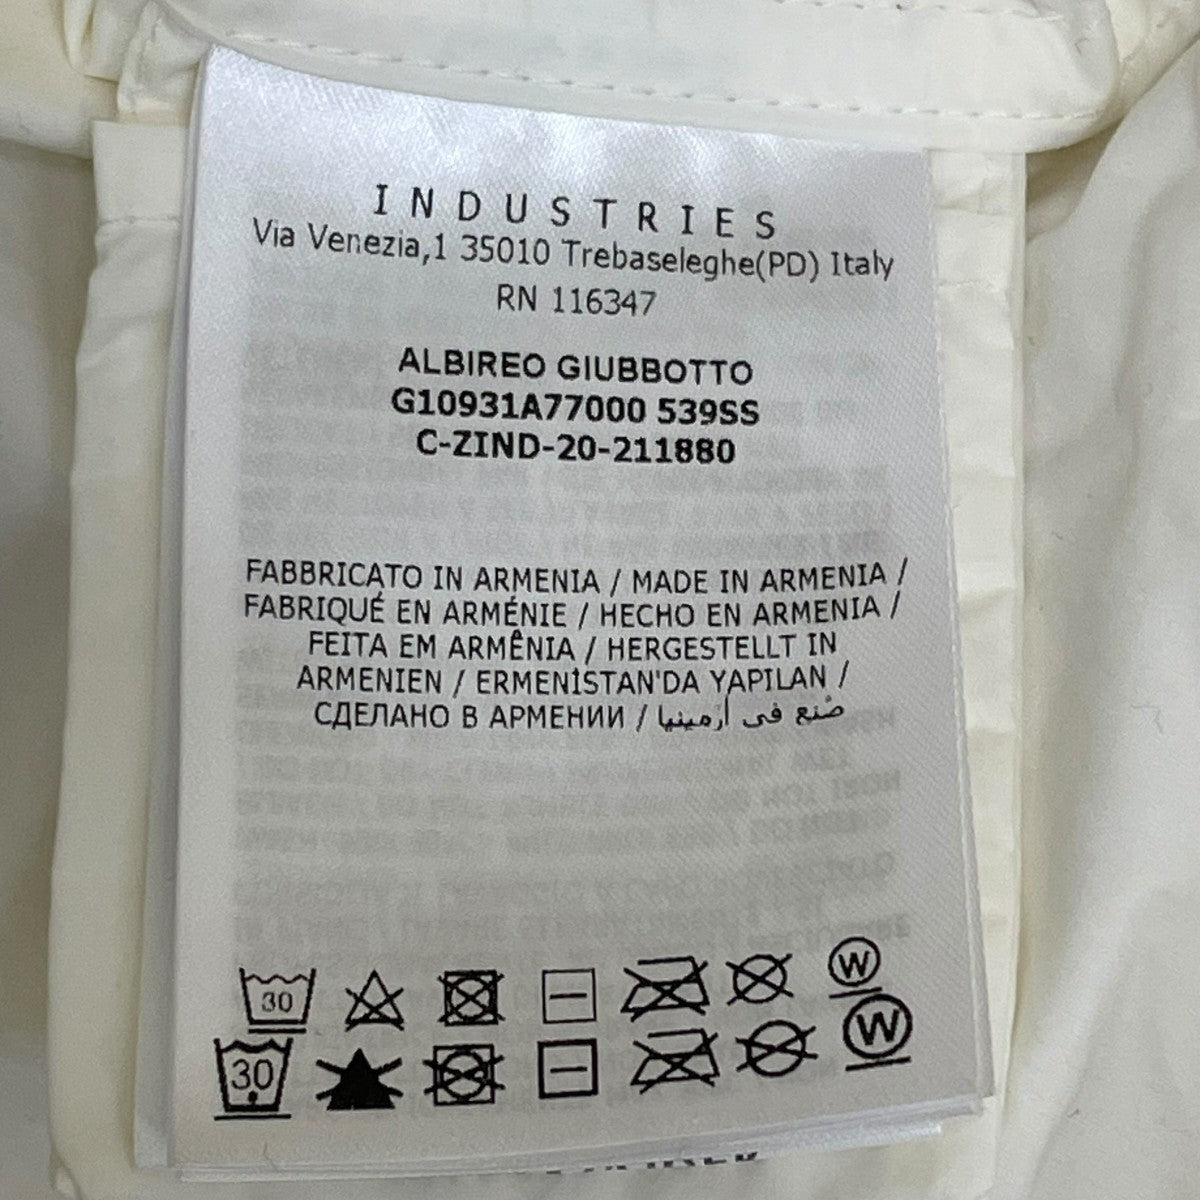 INDUSTRIES
Via Venezia,1 35010 Trebaseleghe(PD) Italy
RN 116347
ALBIREO GIUBBOTTO
G10931A77000 539SS
C-ZIND-20-211880
FABBRICATO IN ARMENIA / MADE IN ARMENIA /
FABRIQUÉ EN ARMÉNIE / HECHO EN ARMENIA /
FEITA EM ARMÊNIA / HERGESTELLT IN
ARMENIEN / ERMENİSTAN'DA YAPILAN /
СДЕЛАНО В АРМЕНИИ / صُنع في أرمينيا
30 W
30 W